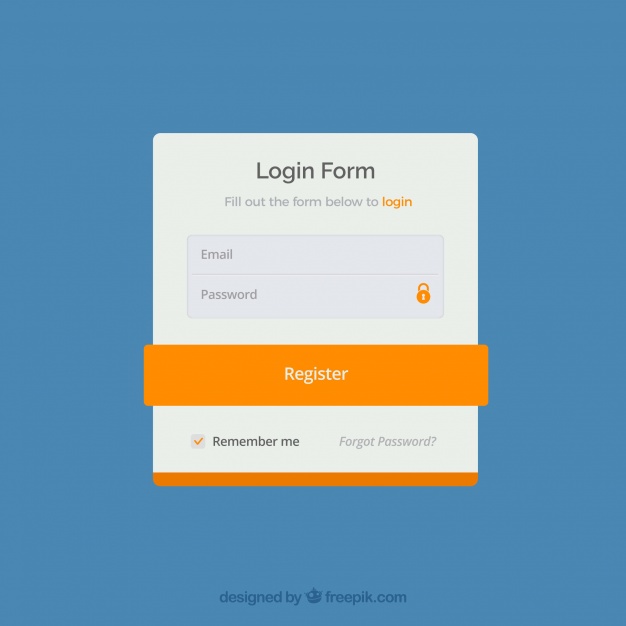 Login Form
Fill out the form below to login
Email
Password
Register
Remember me Forgot Password?
designed by freepik.com